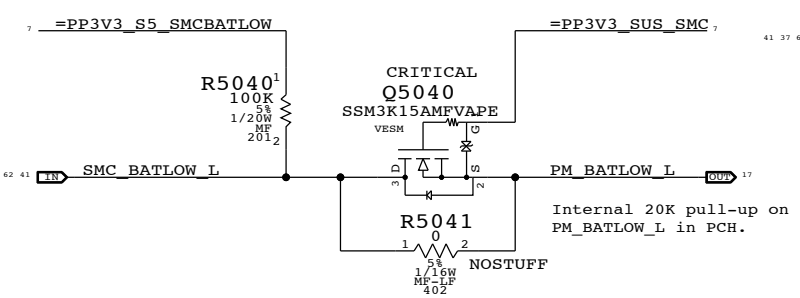 7 =PP3V3_S5_SMCBATLOW
=PP3V3_SUS_SMC 7
41 37 6
CRITICAL
Q5040
SSM3K15AMFVAPE
VESM
G
R5040 1
100K
5%
1/20W
MF
201 2
62 41 IN SMC_BATLOW_L
D
3
S
2
PM_BATLOW_L OUT 17
Internal 20K pull-up on
PM_BATLOW_L in PCH.
R5041
1 0 2
5%
1/16W
MF-LF
402
NOSTUFF